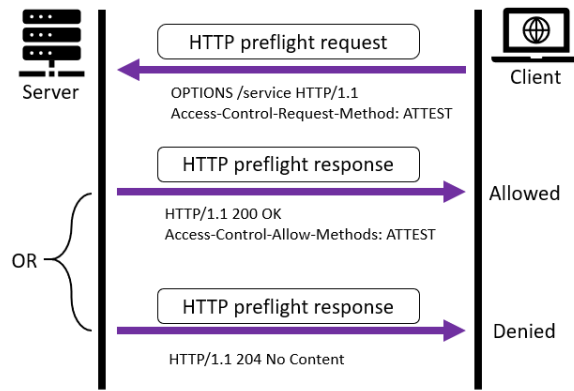 HTTP preflight request
Server
Client
OPTIONS /service HTTP/1.1
Access-Control-Request-Method: ATTEST
HTTP preflight response
Allowed
HTTP/1.1 200 OK
Access-Control-Allow-Methods: ATTEST
OR
HTTP preflight response
Denied
HTTP/1.1 204 No Content